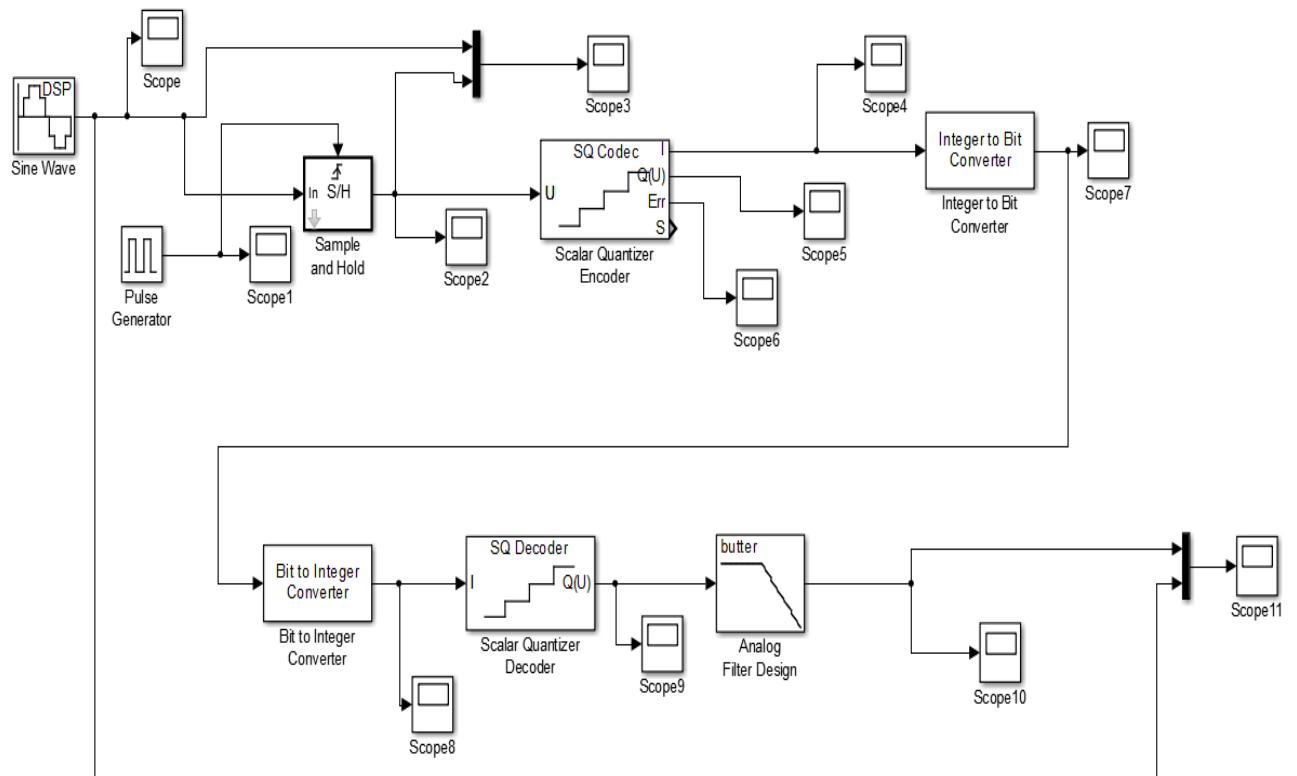 DSP
Sine Wave
Scope
Scope3
In
S/H
Sample
and Hold
Pulse
Generator
Scope1
Scope2
SQ Codec
U
I
Q(U)
Err
S
Scalar Quantizer
Encoder
Scope4
Scope5
Scope6
Integer to Bit
Converter
Integer to Bit
Converter
Scope7
Bit to Integer
Converter
Bit to Integer
Converter
Scope8
SQ Decoder
I
Q(U)
Scalar Quantizer
Decoder
Scope9
butter
Analog
Filter Design
Scope10
Scope11